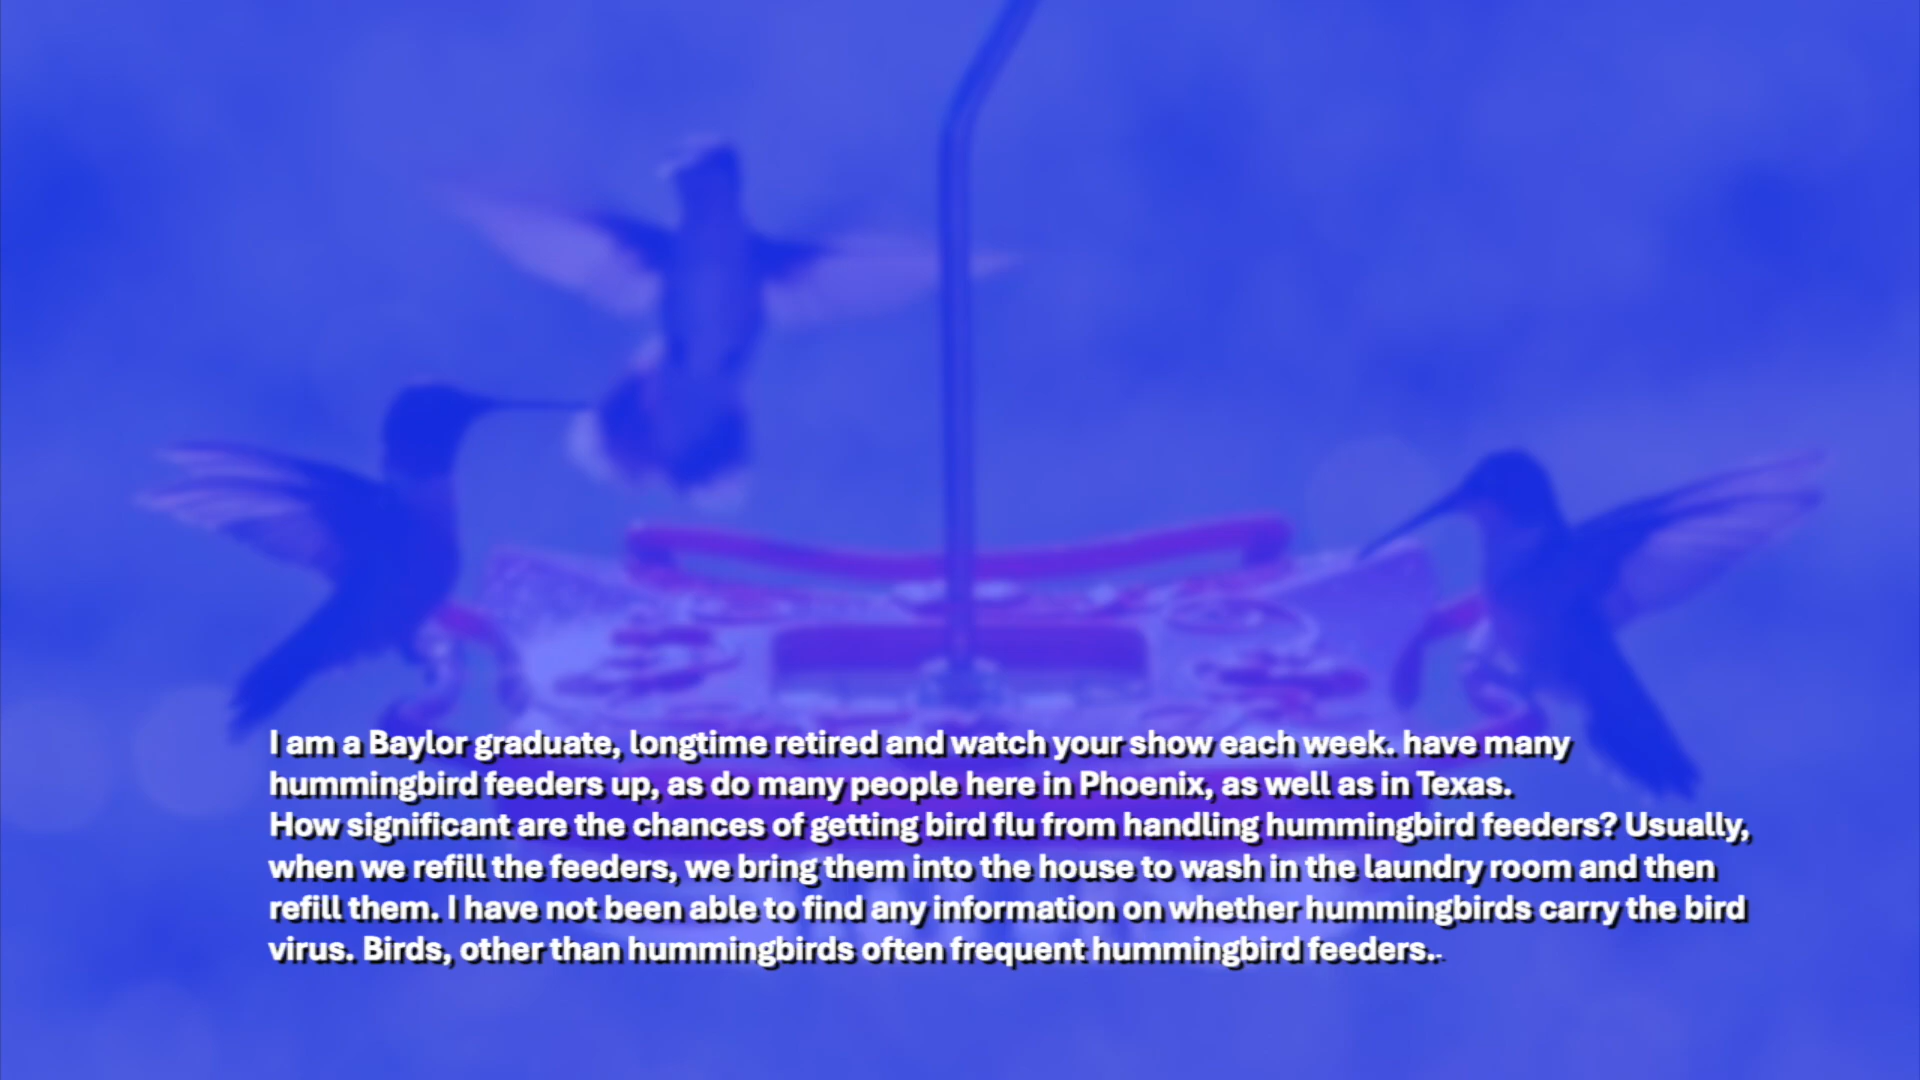 I am a Baylor graduate, longtime retired and watch your show each week. have many
hummingbird feeders up, as do many people here in Phoenix, as well as in Texas.
How significant are the chances of getting bird flu from handling hummingbird feeders? Usually,
when we refill the feeders, we bring them into the house to wash in the laundry room and then
refill them. I have not been able to find any information on whether hummingbirds carry the bird
virus. Birds, other than hummingbirds often frequent hummingbird feeders..